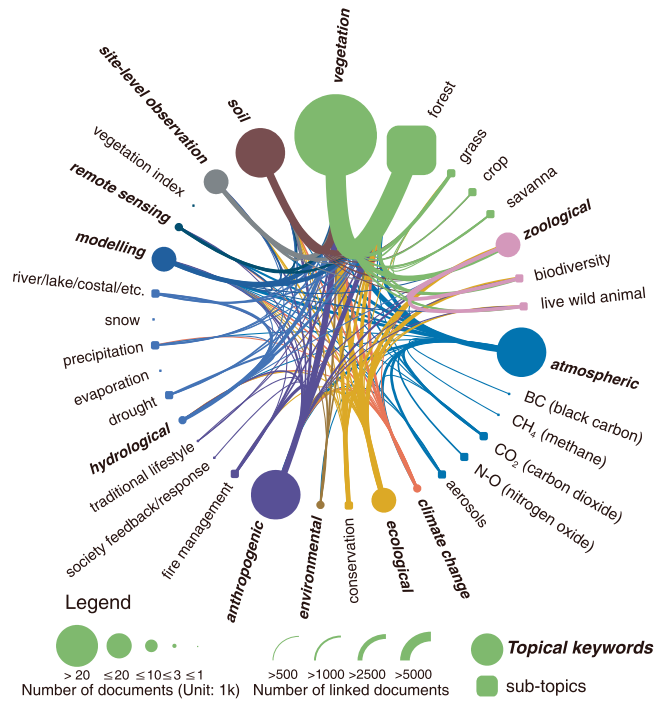 vegetation
forest
grass
crop
savanna
zoological
biodiversity
live wild animal
atmospheric
BC (black carbon)
CH4 (methane)
CO2 (carbon dioxide)
N-O (nitrogen oxide)
aerosols
climate change
ecological
conservation
environmental
anthropogenic
fire management
society feedback/response
traditional lifestyle
hydrological
drought
evaporation
precipitation
snow
river/lake/costal/etc.
modelling
remote sensing
vegetation index
site-level observation
soil
Legend
> 20 ≤20 ≤10 ≤3 ≤1
Number of documents (Unit: 1k)
>500 >1000 >2500 >5000
Number of linked documents
Topical keywords
sub-topics